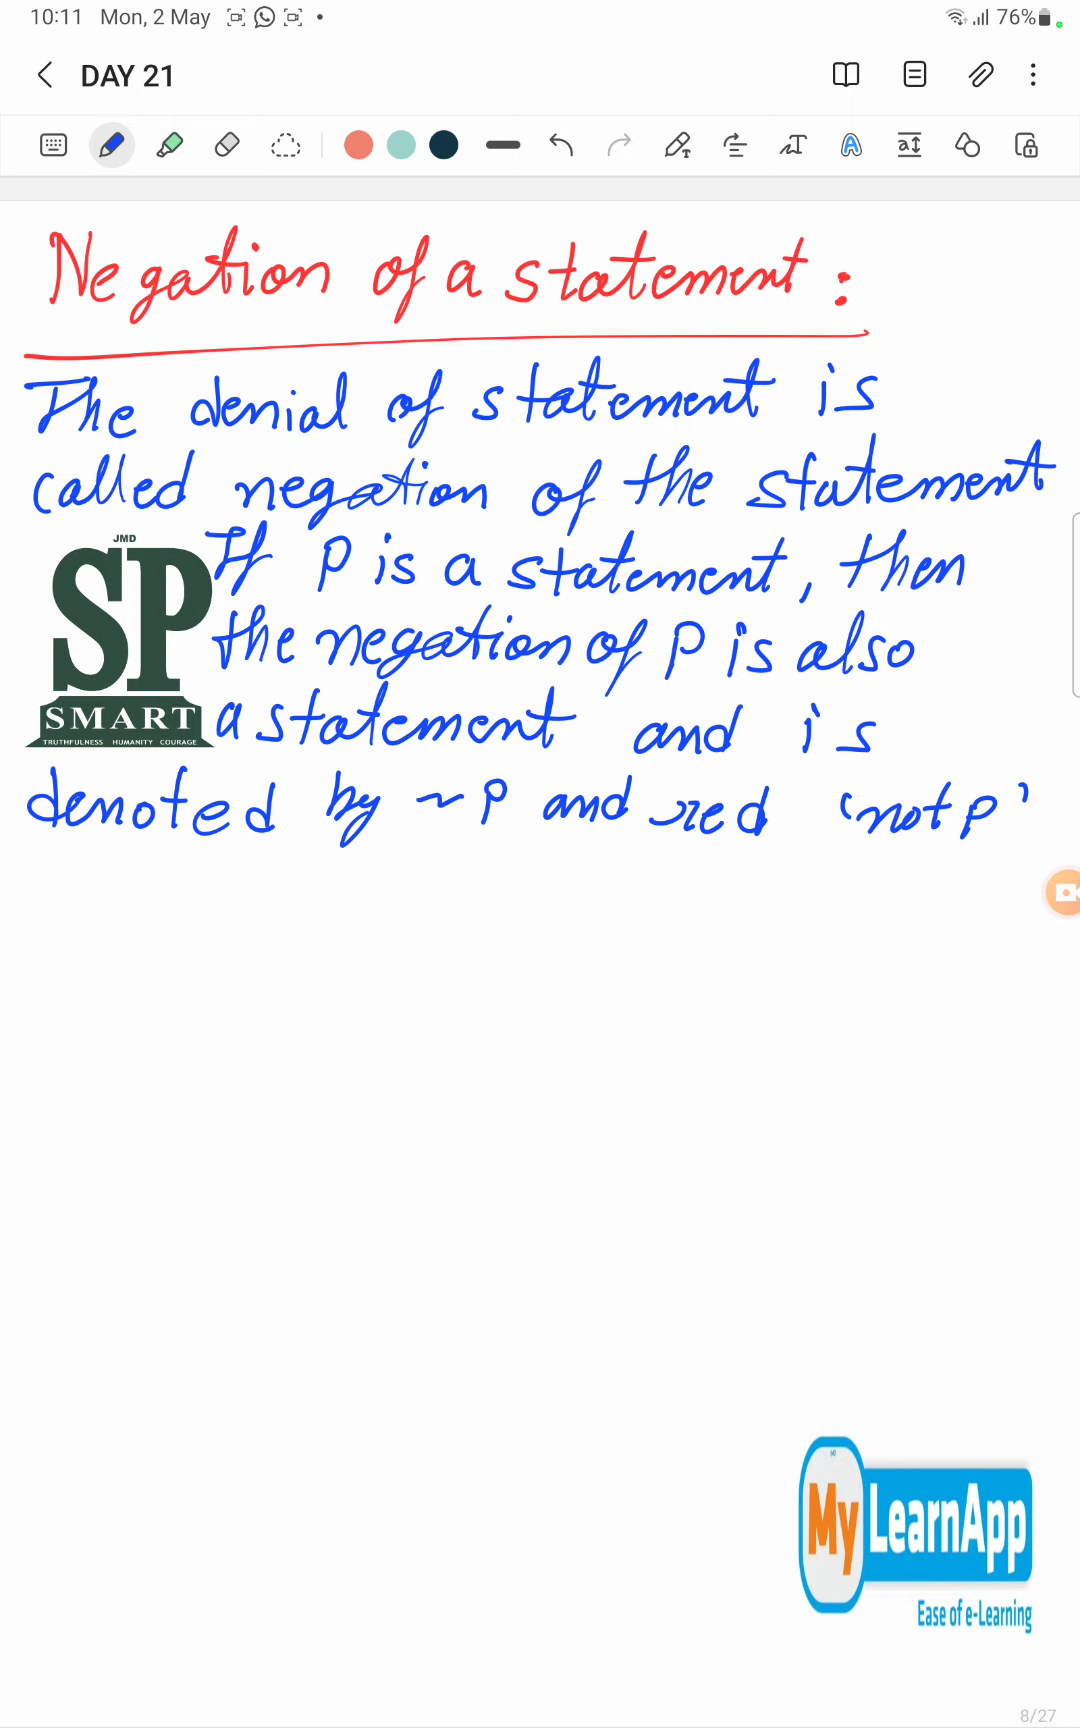 10:11 Mon, 2 May 76%
DAY 21
Negation of a statement :
The denial of statement is
called negation of the statement
JMD
If p is a statement, then
SP
the negation of p is also
SMART
a statement and is
TRUTHFULNESS HUMANITY COURAGE
denoted by ~p and red 'not p'
My LearnApp
Ease of e-Learning
8/27